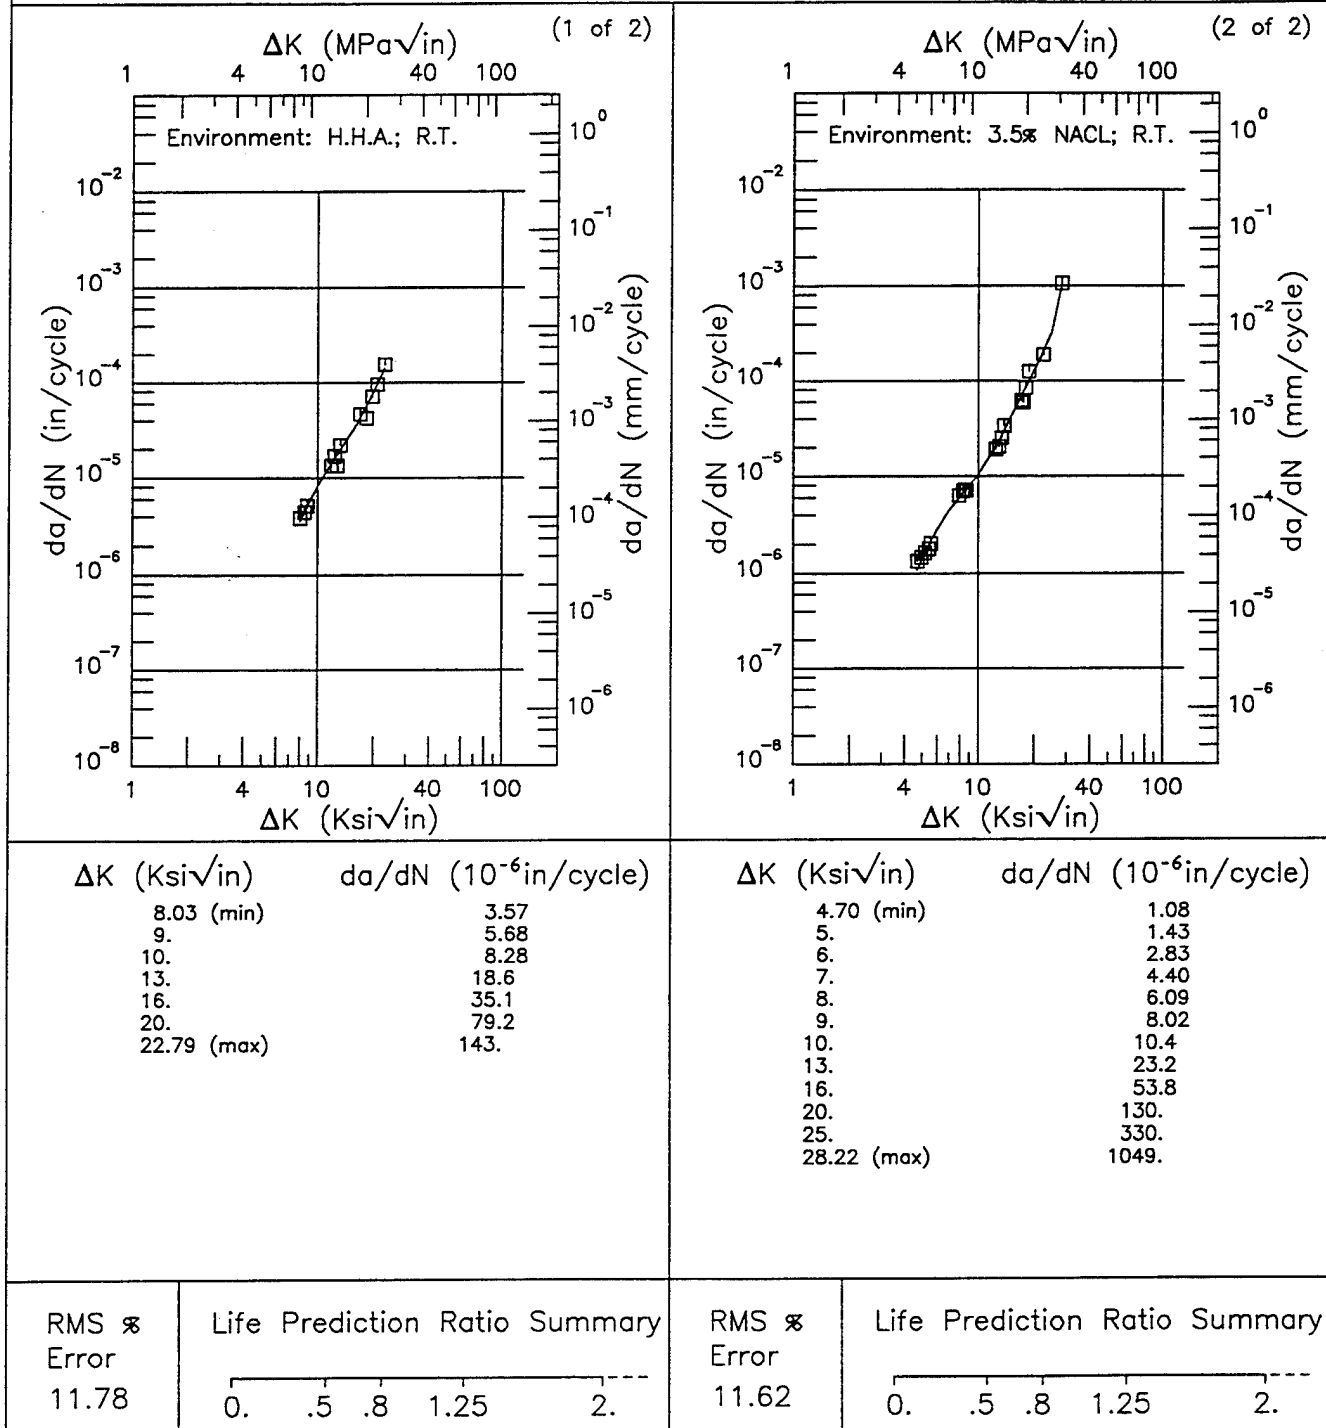 (1 of 2)
ΔK (MPa√in)
1 4 10 40 100
Environment: H.H.A.; R.T.
da/dN (in/cycle)
10⁻²
10⁻³
10⁻⁴
10⁻⁵
10⁻⁶
10⁻⁷
10⁻⁸
10⁰
10⁻¹
10⁻²
10⁻³
10⁻⁴
10⁻⁵
10⁻⁶
da/dN (mm/cycle)
1 4 10 40 100
ΔK (Ksi√in)
ΔK (Ksi√in) da/dN (10⁻⁶in/cycle)
8.03 (min) 3.57
9. 5.68
10. 8.28
13. 18.6
16. 35.1
20. 79.2
22.79 (max) 143.
RMS %
Error
11.78
Life Prediction Ratio Summary
0. .5 .8 1.25 2.
(2 of 2)
ΔK (MPa√in)
1 4 10 40 100
Environment: 3.5% NACL; R.T.
da/dN (in/cycle)
10⁻²
10⁻³
10⁻⁴
10⁻⁵
10⁻⁶
10⁻⁷
10⁻⁸
10⁰
10⁻¹
10⁻²
10⁻³
10⁻⁴
10⁻⁵
10⁻⁶
da/dN (mm/cycle)
1 4 10 40 100
ΔK (Ksi√in)
ΔK (Ksi√in) da/dN (10⁻⁶in/cycle)
4.70 (min) 1.08
5. 1.43
6. 2.83
7. 4.40
8. 6.09
9. 8.02
10. 10.4
13. 23.2
16. 53.8
20. 130.
25. 330.
28.22 (max) 1049.
RMS %
Error
11.62
Life Prediction Ratio Summary
0. .5 .8 1.25 2.